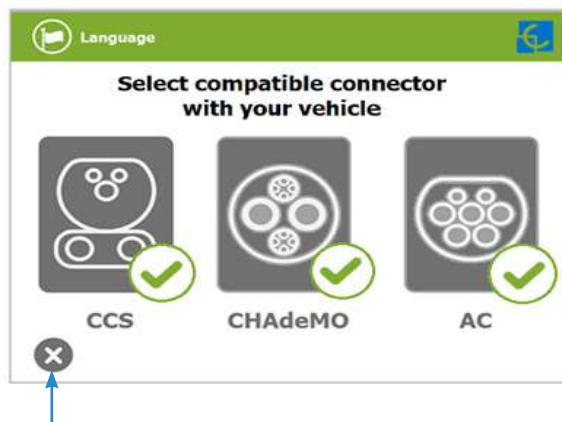 Language
Select compatible connector
with your vehicle
CCS CHAdeMO AC